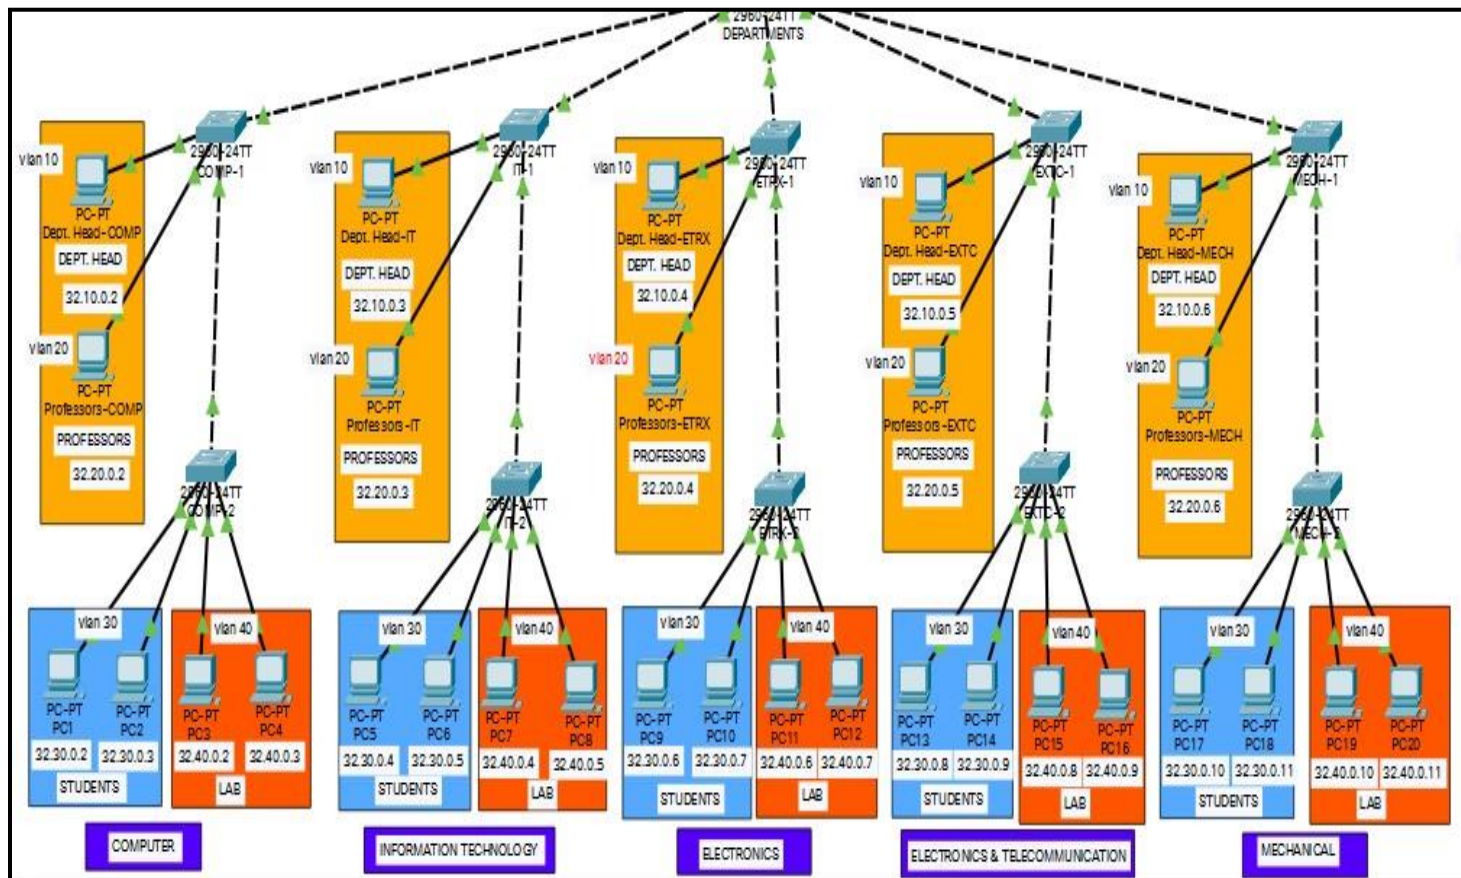 2960-24TT
DEPARTMENTS
2960-24TT
COMP-1
vlan 10
PC-PT
Dept. Head-COMP
DEPT. HEAD
32.10.0.2
vlan 20
PC-PT
Professors-COMP
PROFESSORS
32.20.0.2
2960-24TT
COMP-2
vlan 30
vlan 40
PC-PT
PC1
PC-PT
PC2
PC-PT
PC3
PC-PT
PC4
32.30.0.2
32.30.0.3
32.40.0.2
32.40.0.3
STUDENTS
LAB
COMPUTER
2960-24TT
IT-1
vlan 10
PC-PT
Dept. Head-IT
DEPT. HEAD
32.10.0.3
vlan 20
PC-PT
Professors-IT
PROFESSORS
32.20.0.3
2960-24TT
IT-2
vlan 30
vlan 40
PC-PT
PC5
PC-PT
PC6
PC-PT
PC7
PC-PT
PC8
32.30.0.4
32.30.0.5
32.40.0.4
32.40.0.5
STUDENTS
LAB
INFORMATION TECHNOLOGY
2960-24TT
ETRX-1
vlan 10
PC-PT
Dept. Head-ETRX
DEPT. HEAD
32.10.0.4
vlan 20
PC-PT
Professors-ETRX
PROFESSORS
32.20.0.4
2960-24TT
ETRX-2
vlan 30
vlan 40
PC-PT
PC9
PC-PT
PC10
PC-PT
PC11
PC-PT
PC12
32.30.0.6
32.30.0.7
32.40.0.6
32.40.0.7
STUDENTS
LAB
ELECTRONICS
2960-24TT
EXTC-1
vlan 10
PC-PT
Dept. Head-EXTC
DEPT. HEAD
32.10.0.5
vlan 20
PC-PT
Professors-EXTC
PROFESSORS
32.20.0.5
2960-24TT
EXTC-2
vlan 30
vlan 40
PC-PT
PC13
PC-PT
PC14
PC-PT
PC15
PC-PT
PC16
32.30.0.8
32.30.0.9
32.40.0.8
32.40.0.9
STUDENTS
LAB
ELECTRONICS & TELECOMMUNICATION
2960-24TT
MECH-1
vlan 10
PC-PT
Dept. Head-MECH
DEPT. HEAD
32.10.0.6
vlan 20
PC-PT
Professors-MECH
PROFESSORS
32.20.0.6
2960-24TT
MECH-2
vlan 30
vlan 40
PC-PT
PC17
PC-PT
PC18
PC-PT
PC19
PC-PT
PC20
32.30.0.10
32.30.0.11
32.40.0.10
32.40.0.11
STUDENTS
LAB
MECHANICAL